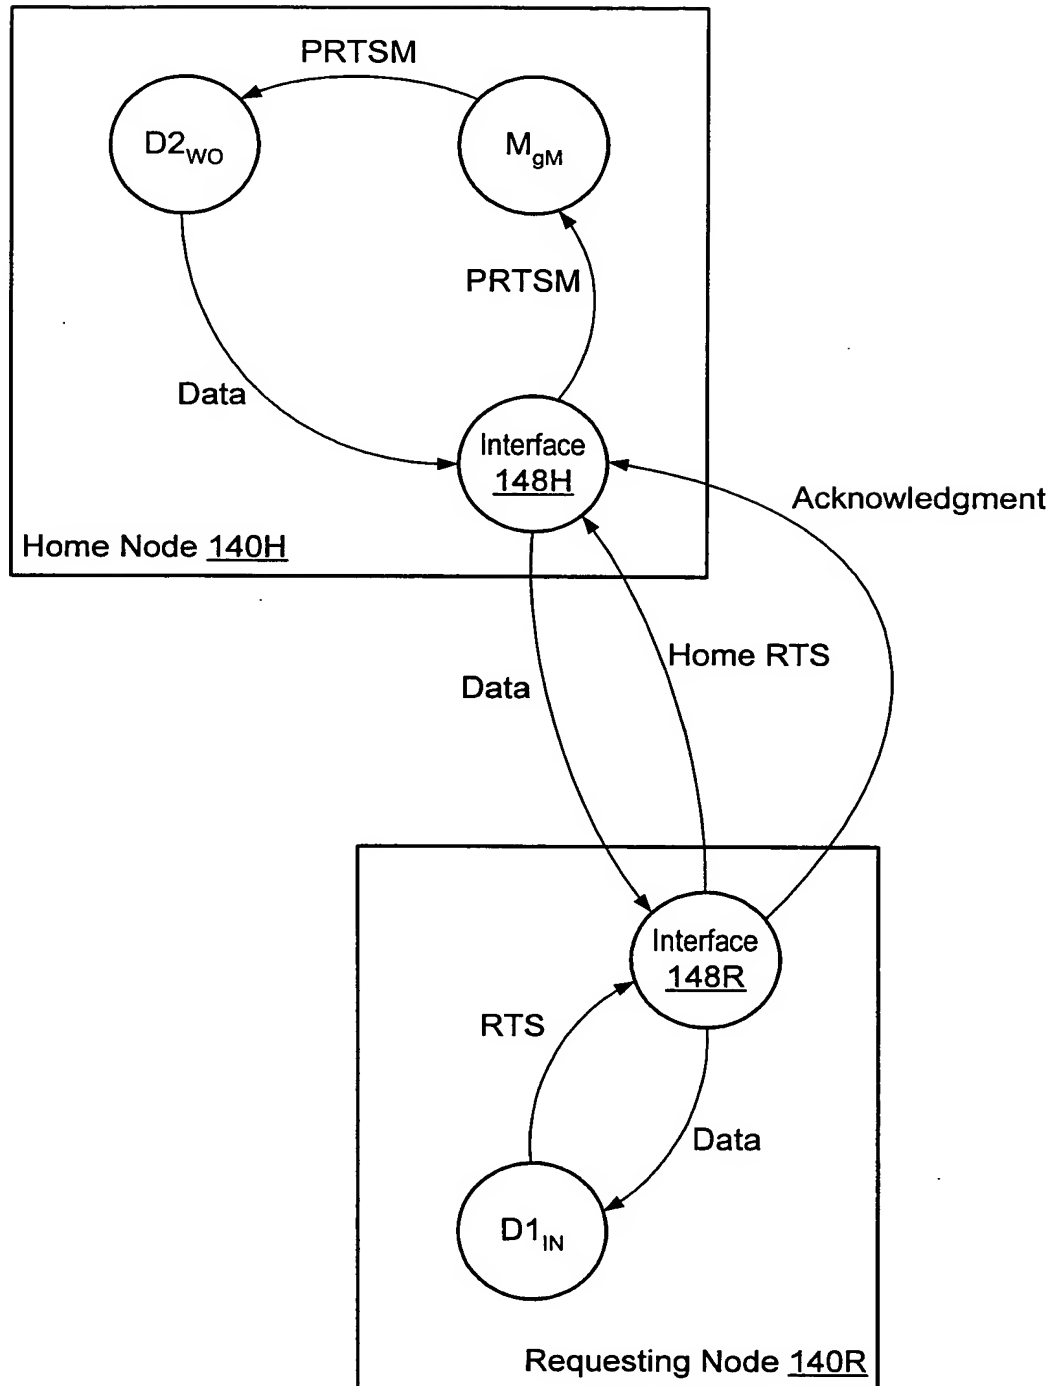 PRTSM
D2WO
MgM
PRTSM
Data
Interface
148H
Acknowledgment
Home Node 140H
Home RTS
Data
Interface
148R
RTS
Data
D1IN
Requesting Node 140R